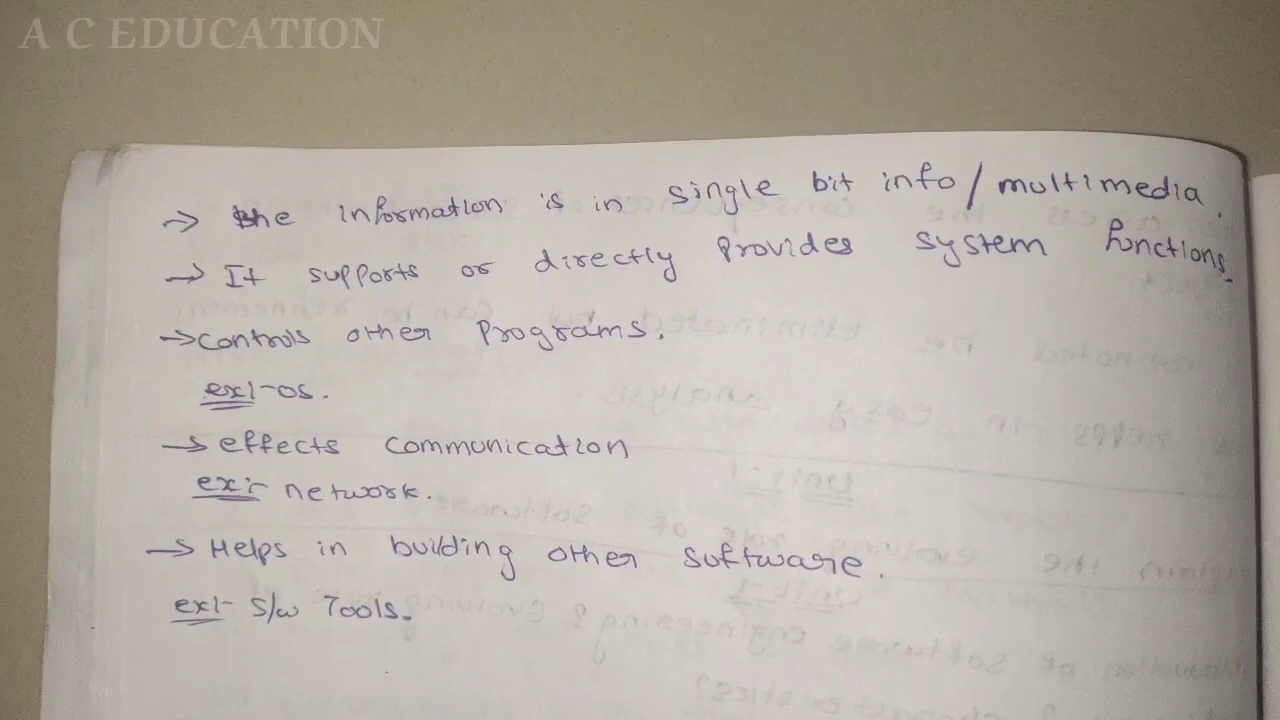 A C EDUCATION
→ the information is in single bit info / multimedia.
→ It supports or directly provides system functions.
→ controls other programs.
ex:- OS.
→ effects communication
ex:- network.
→ Helps in building other software.
ex:- S/w Tools.